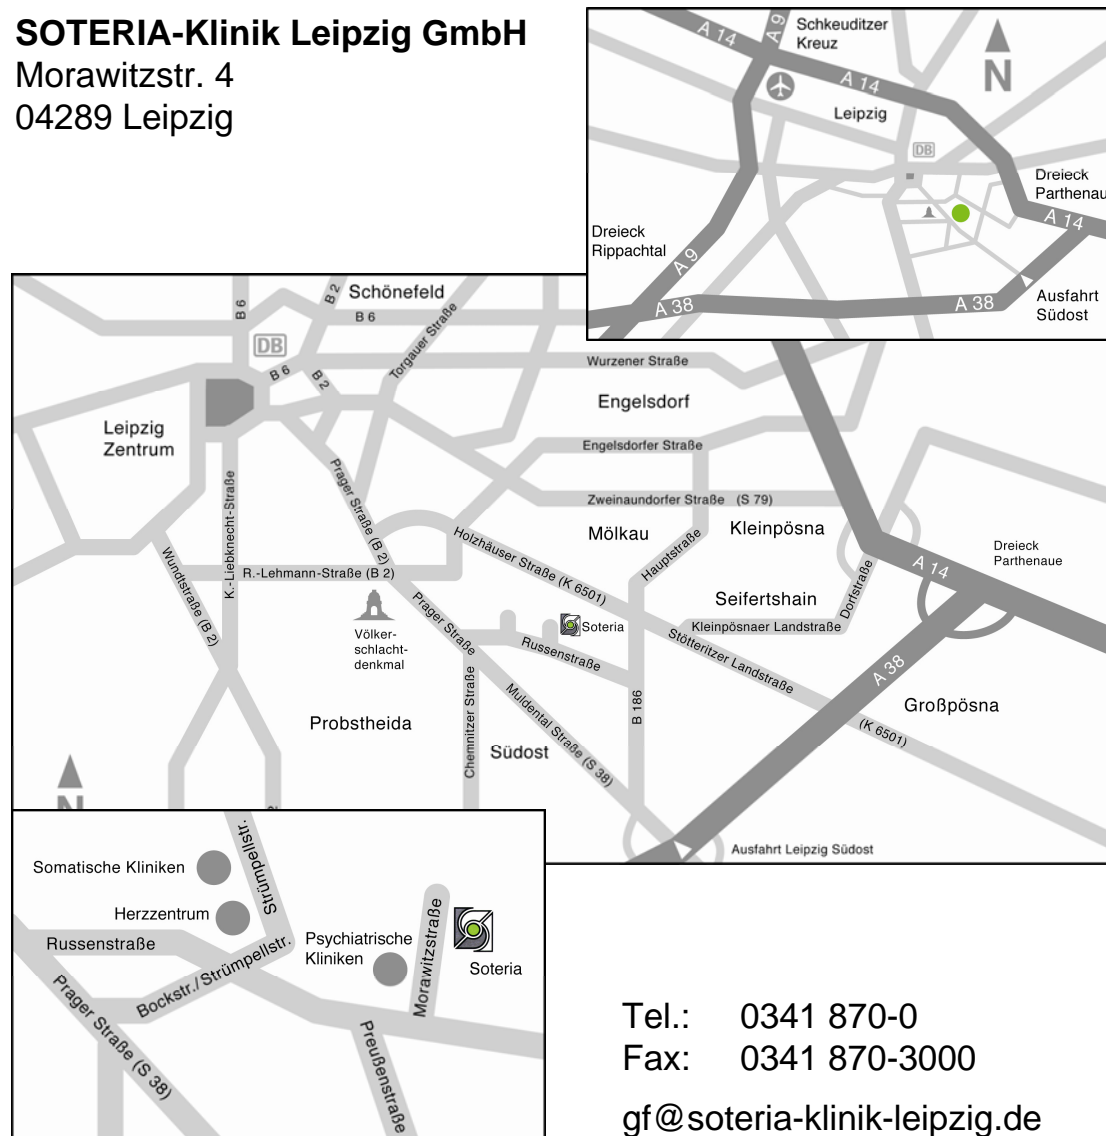 SOTERIA-Klinik Leipzig GmbH
Morawitzstr. 4
04289 Leipzig
A 14
A 9
Schkeuditzer
Kreuz
N
A 14
Leipzig
DB
Dreieck
Parthenau
A 14
Dreieck
Rippachtal
A 9
A 38
A 38
Ausfahrt
Südost
B 6
B 2
Schönefeld
B 6
Torgauer Straße
DB
B 6
B 2
Wurzener Straße
Engelsdorf
Leipzig
Zentrum
Engelsdorfer Straße
K.-Liebknecht-Straße
Prager Straße (B 2)
Zweinaundorfer Straße (S 79)
Mölkau
Kleinpösna
Holzhäuser Straße (K 6501)
Hauptstraße
Dreieck
Parthenaue
A 14
Wundtstraße (B 2)
R.-Lehmann-Straße (B 2)
Dorfstraße
Seifertshain
Prager Straße
Völker-
schlacht-
denkmal
Soteria
Kleinpösnaer Landstraße
Russenstraße
Stötteritzer Landstraße
A 38
Chemnitzer Straße
Muldental Straße (S 38)
B 186
Großpösna
(K 6501)
Probstheida
Südost
N
Ausfahrt Leipzig Südost
Strümpellstr.
Somatische Kliniken
Herzzentrum
Russenstraße
Bockstr./Strümpellstr.
Psychiatrische
Kliniken
Morawitzstraße
Soteria
Prager Straße (S 38)
Preußenstraße
Tel.: 0341 870-0
Fax: 0341 870-3000
gf@soteria-klinik-leipzig.de